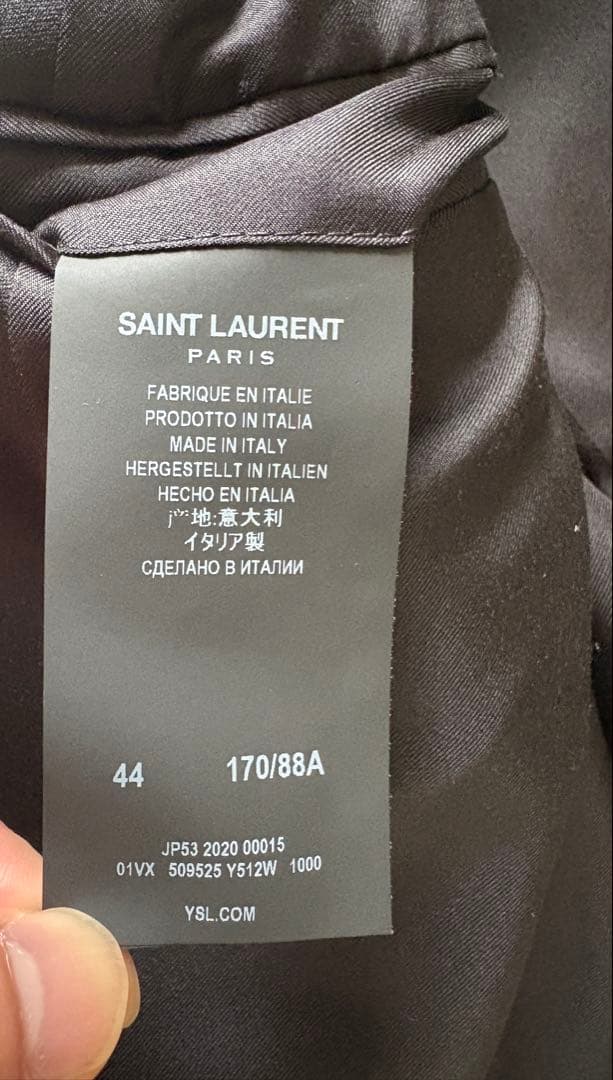 SAINT LAURENT
PARIS
FABRIQUE EN ITALIE
PRODOTTO IN ITALIA
MADE IN ITALY
HERGESTELLT IN ITALIEN
HECHO EN ITALIA
地:意大利
イタリア製
СДЕЛАНО В ИТАЛИИ
44 170/88A
JP53 2020 00015
01VX 509525 Y512W 1000
YSL.COM